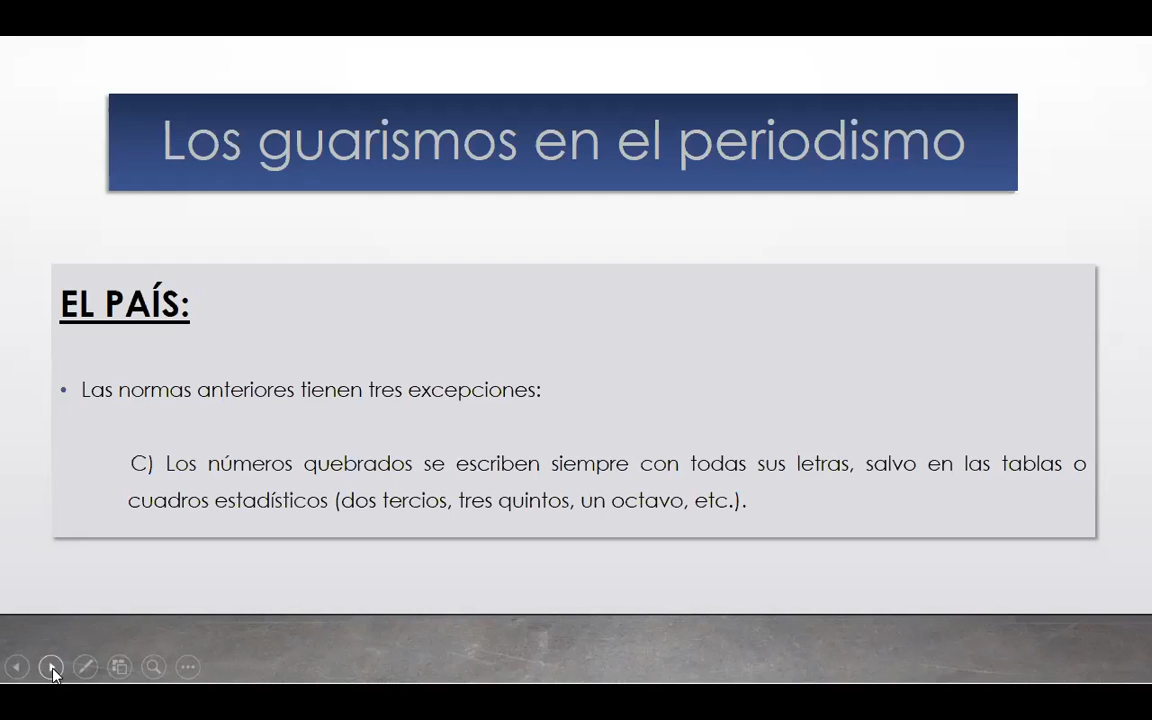 Los guarismos en el periodismo
EL PAÍS:
• Las normas anteriores tienen tres excepciones:
C) Los números quebrados se escriben siempre con todas sus letras, salvo en las tablas o
cuadros estadísticos (dos tercios, tres quintos, un octavo, etc.).